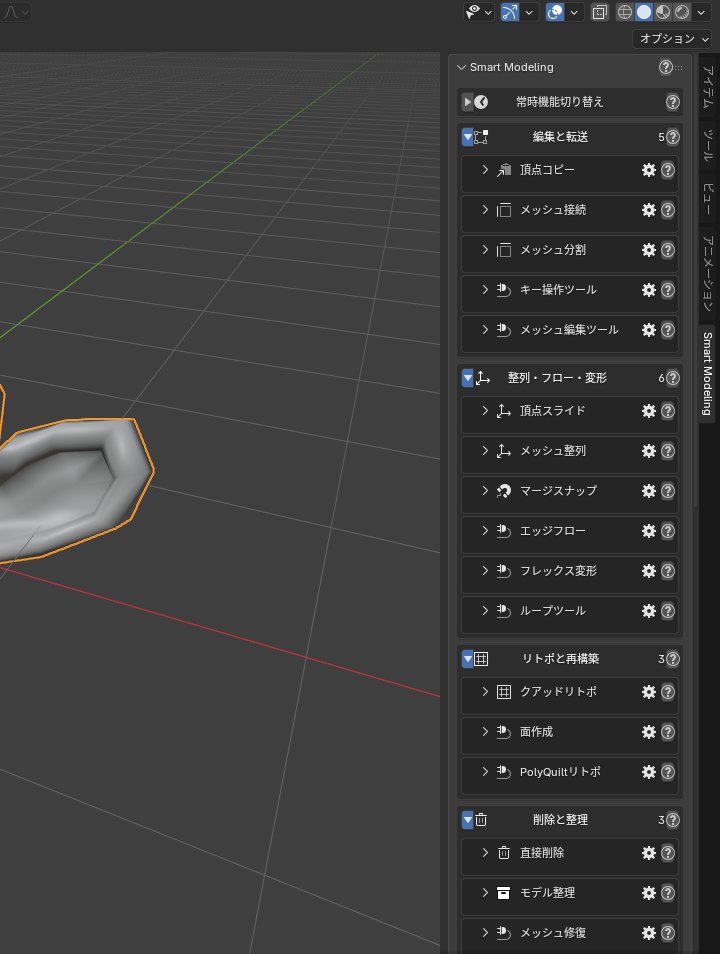 オプション
Smart Modeling
常時機能切り替え
編集と転送 5
頂点コピー
メッシュ接続
メッシュ分割
キー操作ツール
メッシュ編集ツール
整列・フロー・変形 6
頂点スライド
メッシュ整列
マージスナップ
エッジフロー
フレックス変形
ループツール
リトポと再構築 3
クアッドリトポ
面作成
PolyQuiltリトポ
削除と整理 3
直接削除
モデル整理
メッシュ修復
アイテム
ツール
ビュー
アニメーション
Smart Modeling